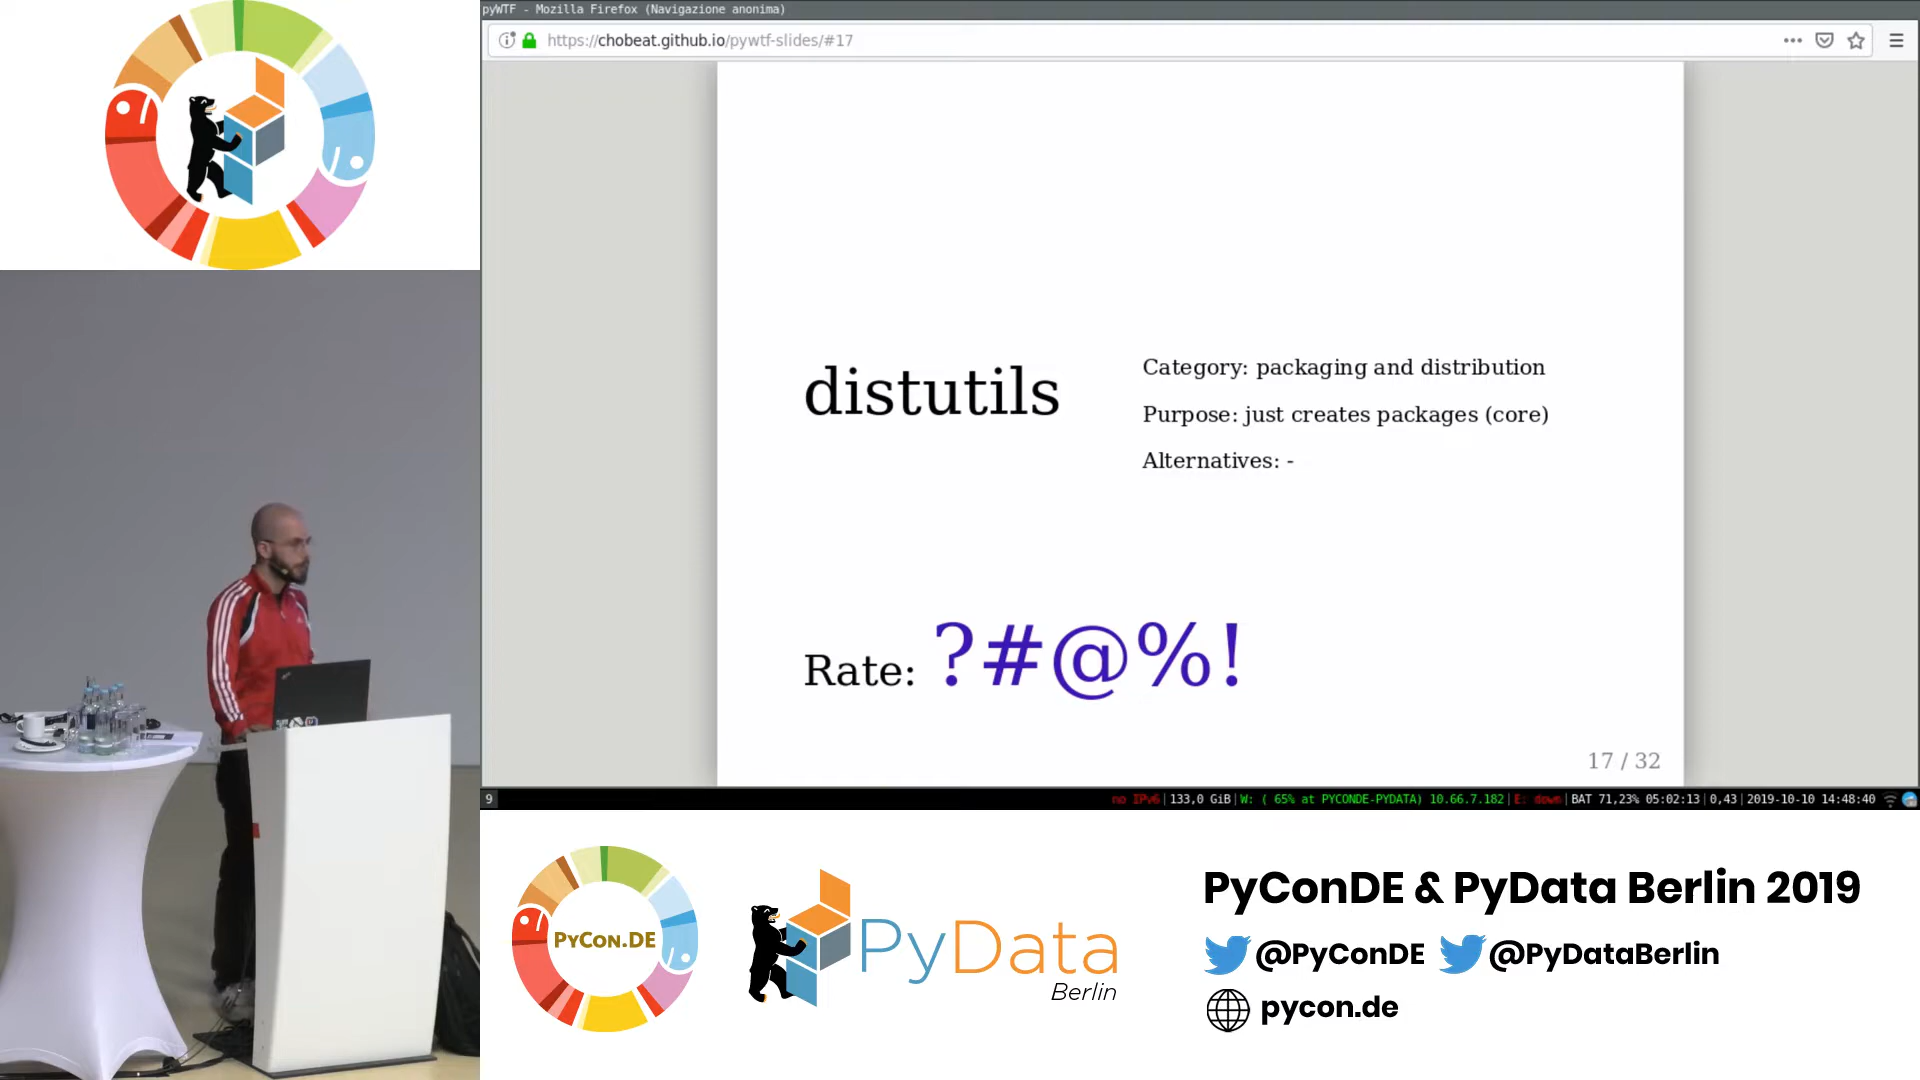 pyWTF - Mozilla Firefox (Navigazione anonima)
https://chobeat.github.io/pywtf-slides/#17
distutils
Category: packaging and distribution
Purpose: just creates packages (core)
Alternatives: -
Rate: ?#@%!
17 / 32
9
no IPv6|133,0 GiB|W: ( 65% at PYCONDE-PYDATA) 10.66.7.182|E: down|BAT 71,23% 05:02:13|0,43|2019-10-10 14:48:40
PYCON.DE
PyData
Berlin
PyConDE & PyData Berlin 2019
@PyConDE @PyDataBerlin
pycon.de